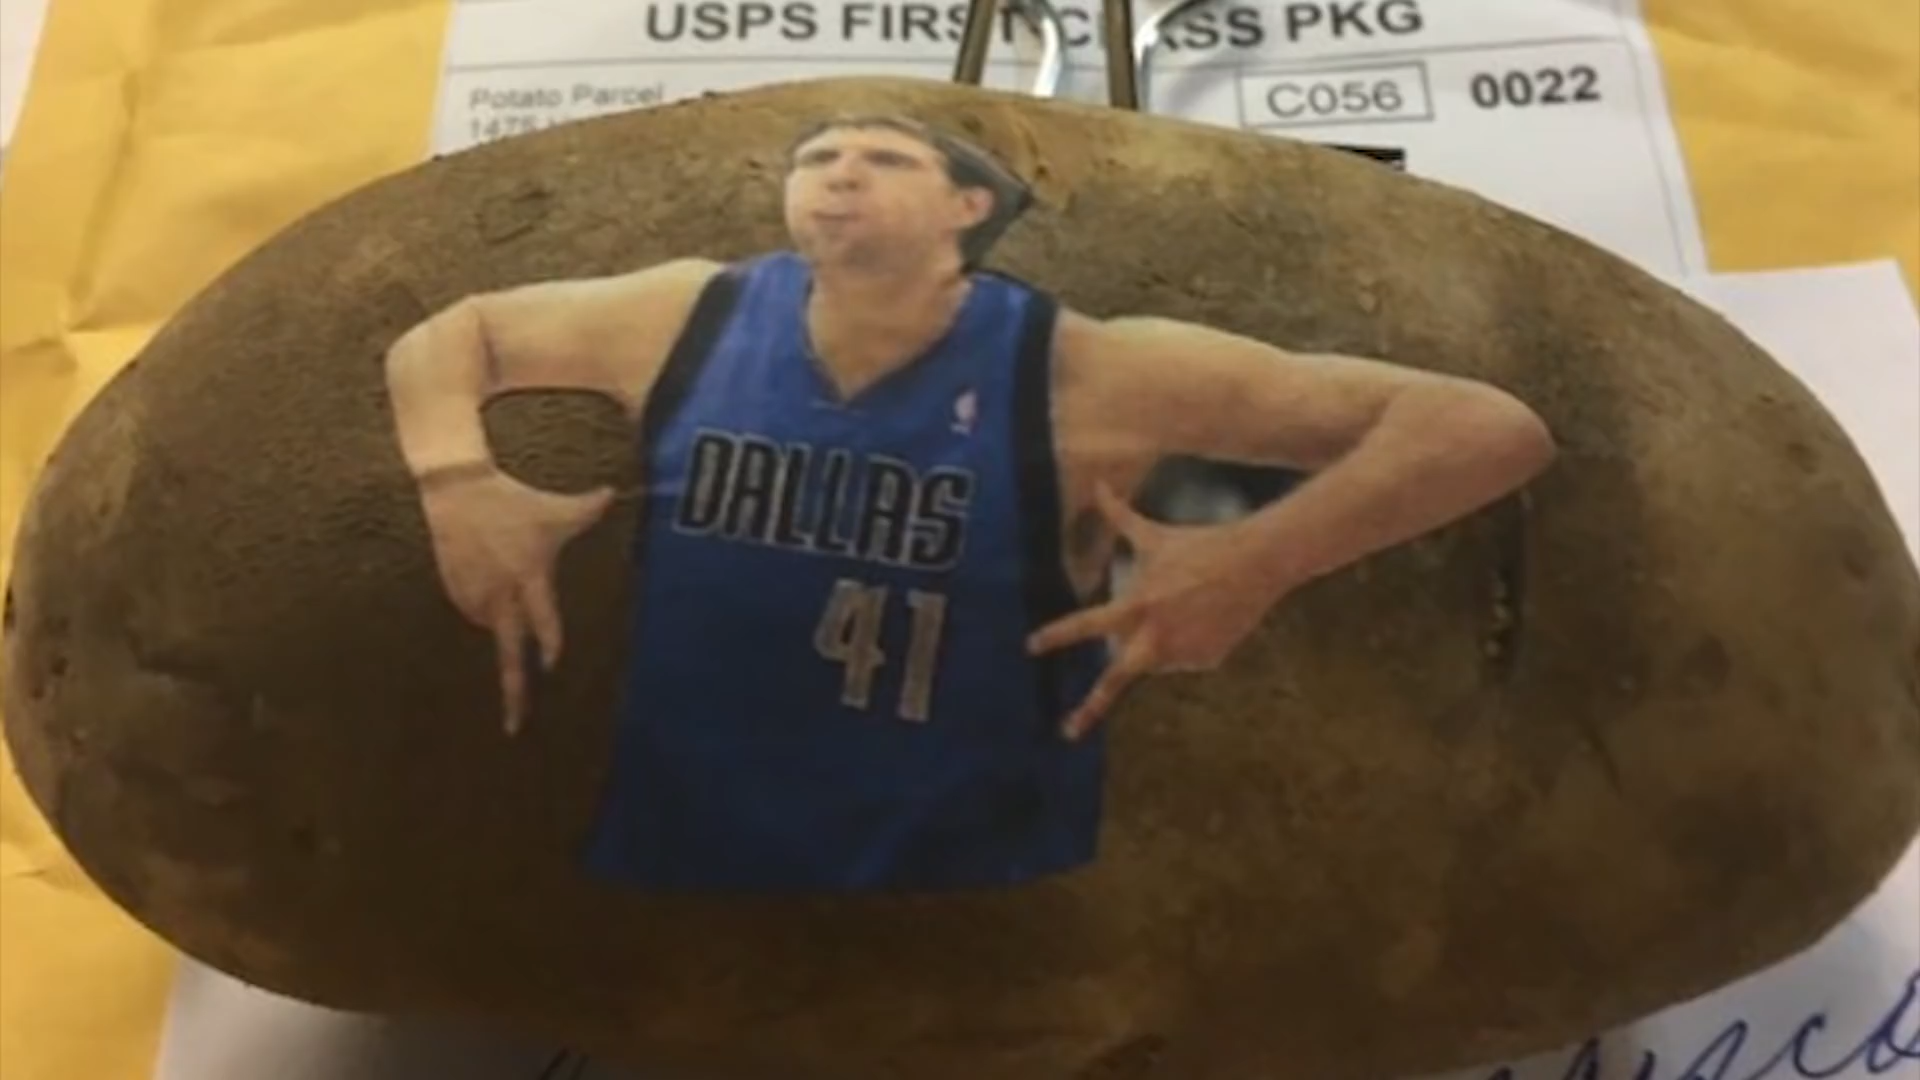 USPS FIRST-CLASS PKG
Potato Parcel
C056
0022
DALLAS
41